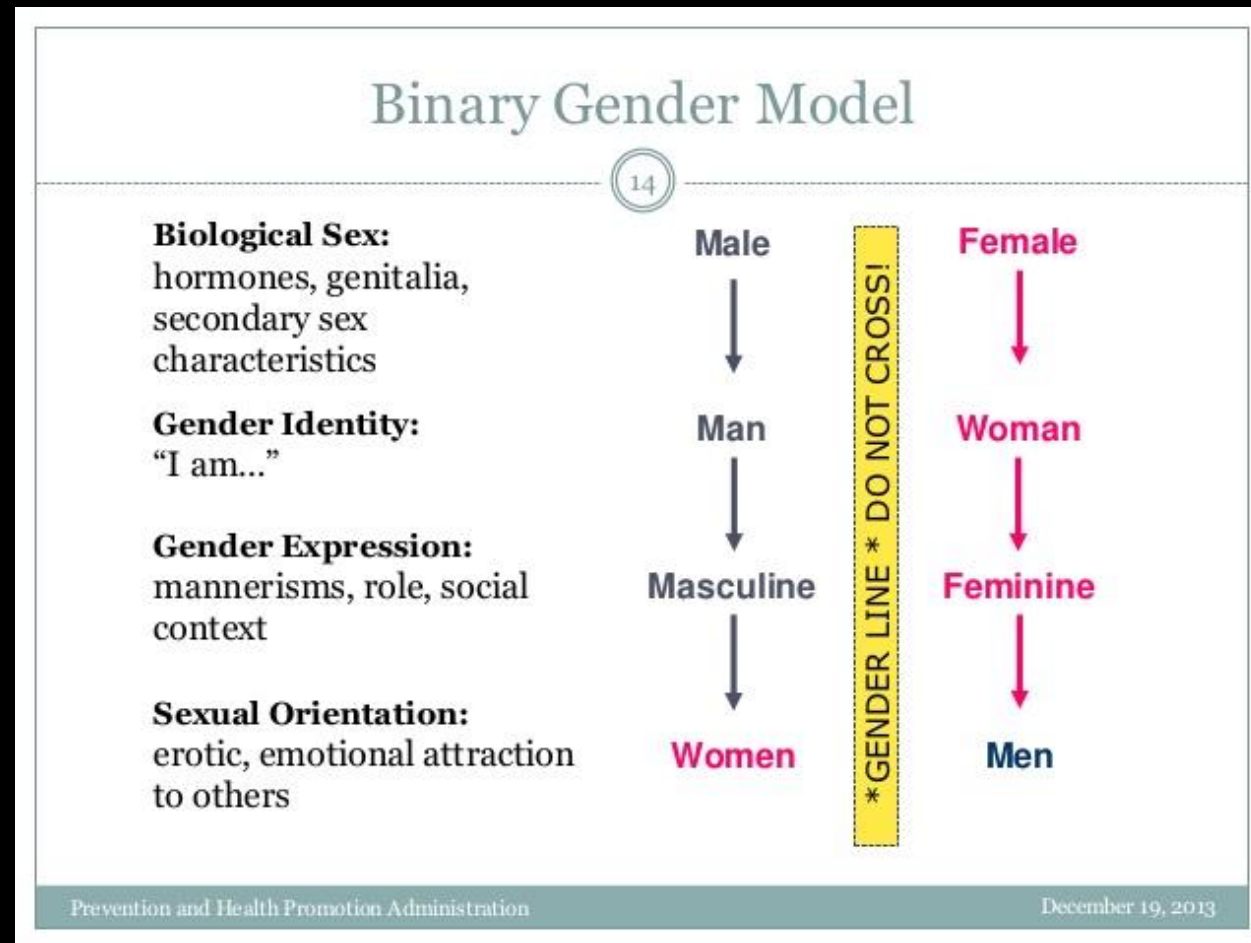 Binary Gender Model
14
Biological Sex:
hormones, genitalia,
secondary sex
characteristics
Gender Identity:
“I am…”
Gender Expression:
mannerisms, role, social
context
Sexual Orientation:
erotic, emotional attraction
to others
Male
Man
Masculine
Women
*GENDER LINE * DO NOT CROSS!
Female
Woman
Feminine
Men
Prevention and Health Promotion Administration
December 19, 2013